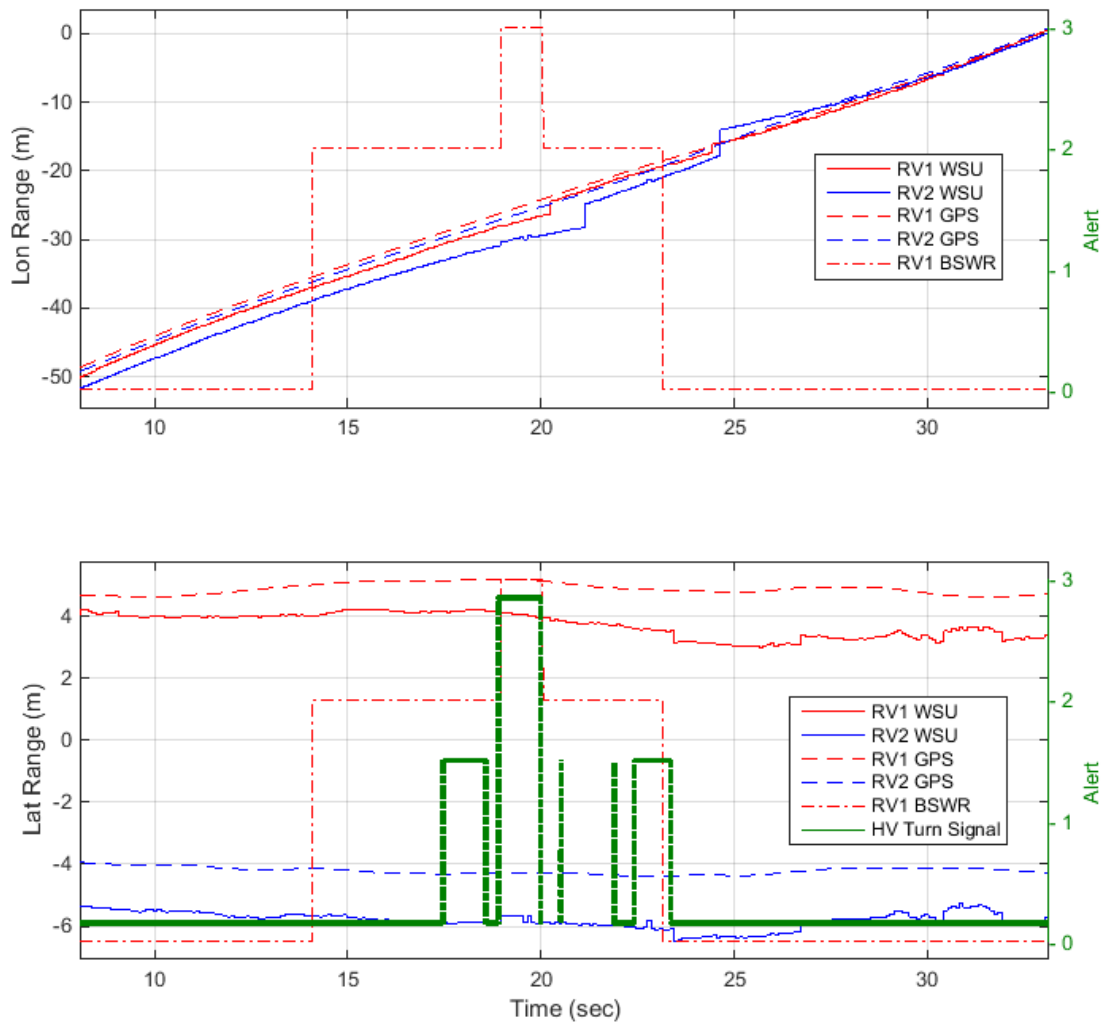 0
-10
-20
-30
-40
-50
Lon Range (m)
3
2
1
0
Alert
RV1 WSU
RV2 WSU
RV1 GPS
RV2 GPS
RV1 BSWR
10 15 20 25 30
4
2
0
-2
-4
-6
Lat Range (m)
3
2
1
0
Alert
RV1 WSU
RV2 WSU
RV1 GPS
RV2 GPS
RV1 BSWR
HV Turn Signal
10 15 20 25 30
Time (sec)